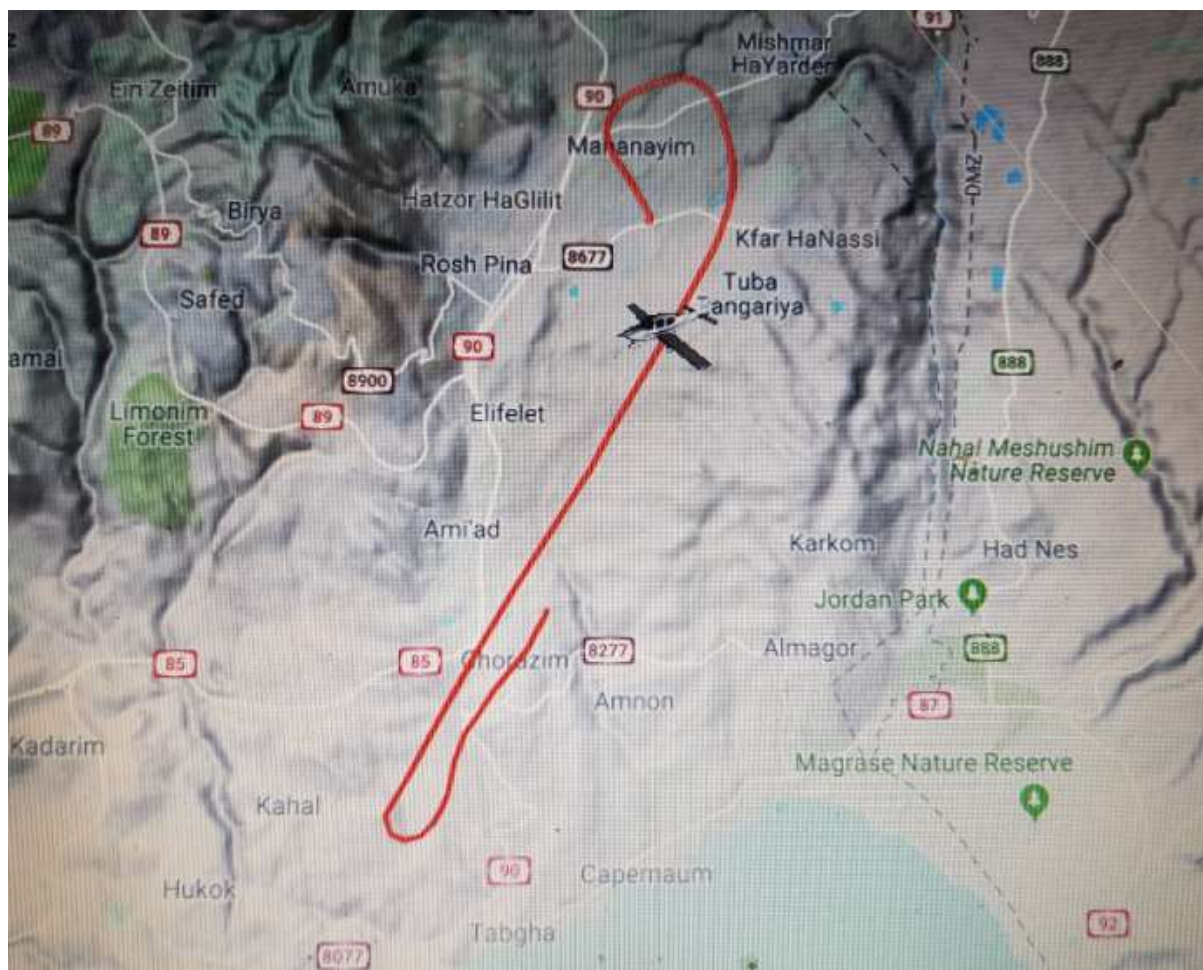 91
Mishmar
HaYarden
888
Ein Zeitim
Amuka
90
89
Mahanayim
Hatzor HaGlilit
Birya
89
Kfar HaNassi
8677
Rosh Pina
Safed
Tuba
Zangariya
DMZ
90
888
8900
Limonim
Forest
89
Elifelet
Nahal Meshushim
Nature Reserve
Ami'ad
Karkom
Had Nes
Jordan Park
85
85
Chorazim
8277
Almagor
888
Amnon
87
Kadarim
Magrase Nature Reserve
Kahal
90
Capernaum
Hukok
Tabgha
92
8077